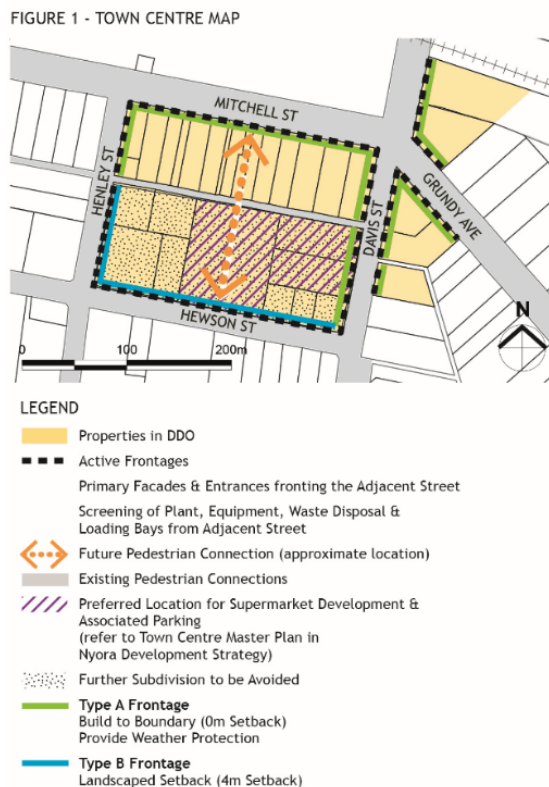 FIGURE 1 - TOWN CENTRE MAP
MITCHELL ST
HENLEY ST
GRUNDY AVE
DAVIS ST
HEWSON ST
N
0
100
200m
LEGEND
Properties in DDO
Active Frontages
Primary Facades & Entrances fronting the Adjacent Street
Screening of Plant, Equipment, Waste Disposal &
Loading Bays from Adjacent Street
Future Pedestrian Connection (approximate location)
Existing Pedestrian Connections
Preferred Location for Supermarket Development &
Associated Parking
(refer to Town Centre Master Plan in
Nyora Development Strategy)
Further Subdivision to be Avoided
Type A Frontage
Build to Boundary (0m Setback)
Provide Weather Protection
Type B Frontage
Landscaped Setback (4m Setback)